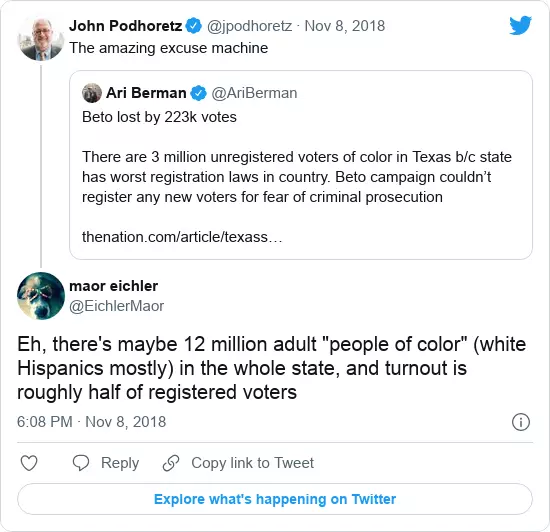 John Podhoretz @jpodhoretz · Nov 8, 2018
The amazing excuse machine
Ari Berman @AriBerman
Beto lost by 223k votes
There are 3 million unregistered voters of color in Texas b/c state
has worst registration laws in country. Beto campaign couldn’t
register any new voters for fear of criminal prosecution
thenation.com/article/texass…
maor eichler
@EichlerMaor
Eh, there's maybe 12 million adult "people of color" (white
Hispanics mostly) in the whole state, and turnout is
roughly half of registered voters
6:08 PM · Nov 8, 2018
Reply Copy link to Tweet
Explore what's happening on Twitter